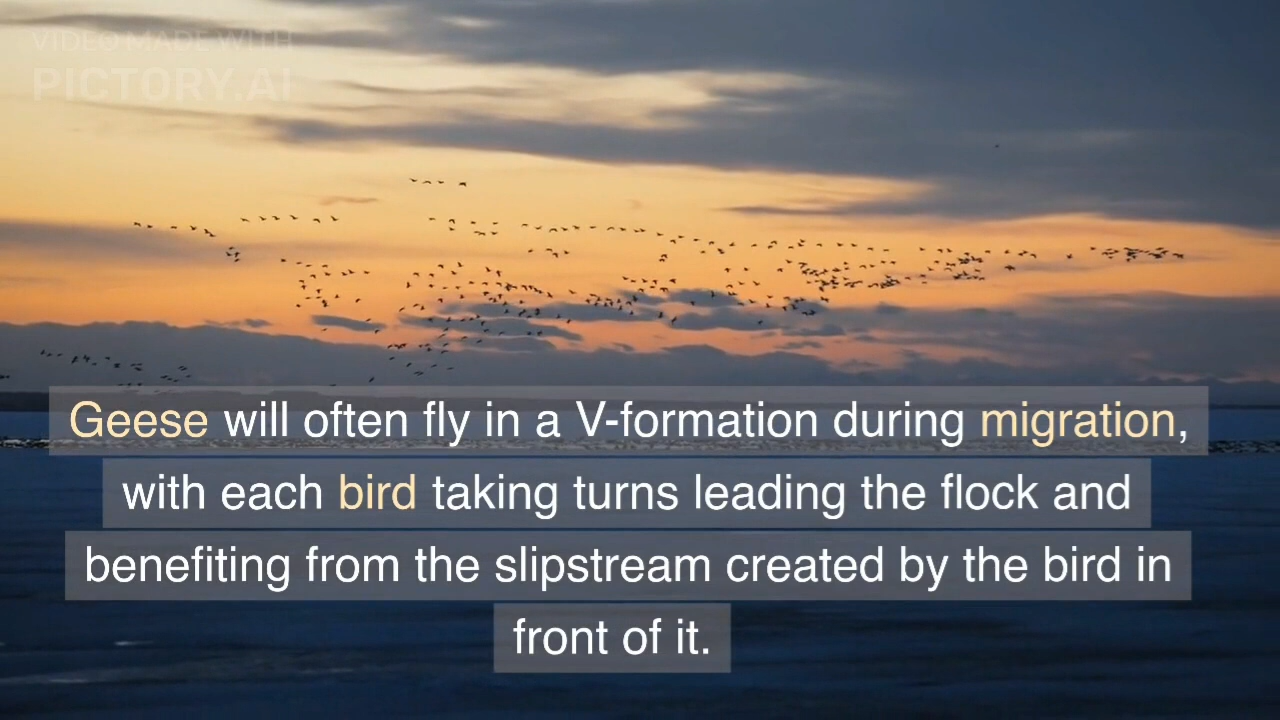 VIDEO MADE WITH
PICTORY.AI
Geese will often fly in a V-formation during migration,
with each bird taking turns leading the flock and
benefiting from the slipstream created by the bird in
front of it.